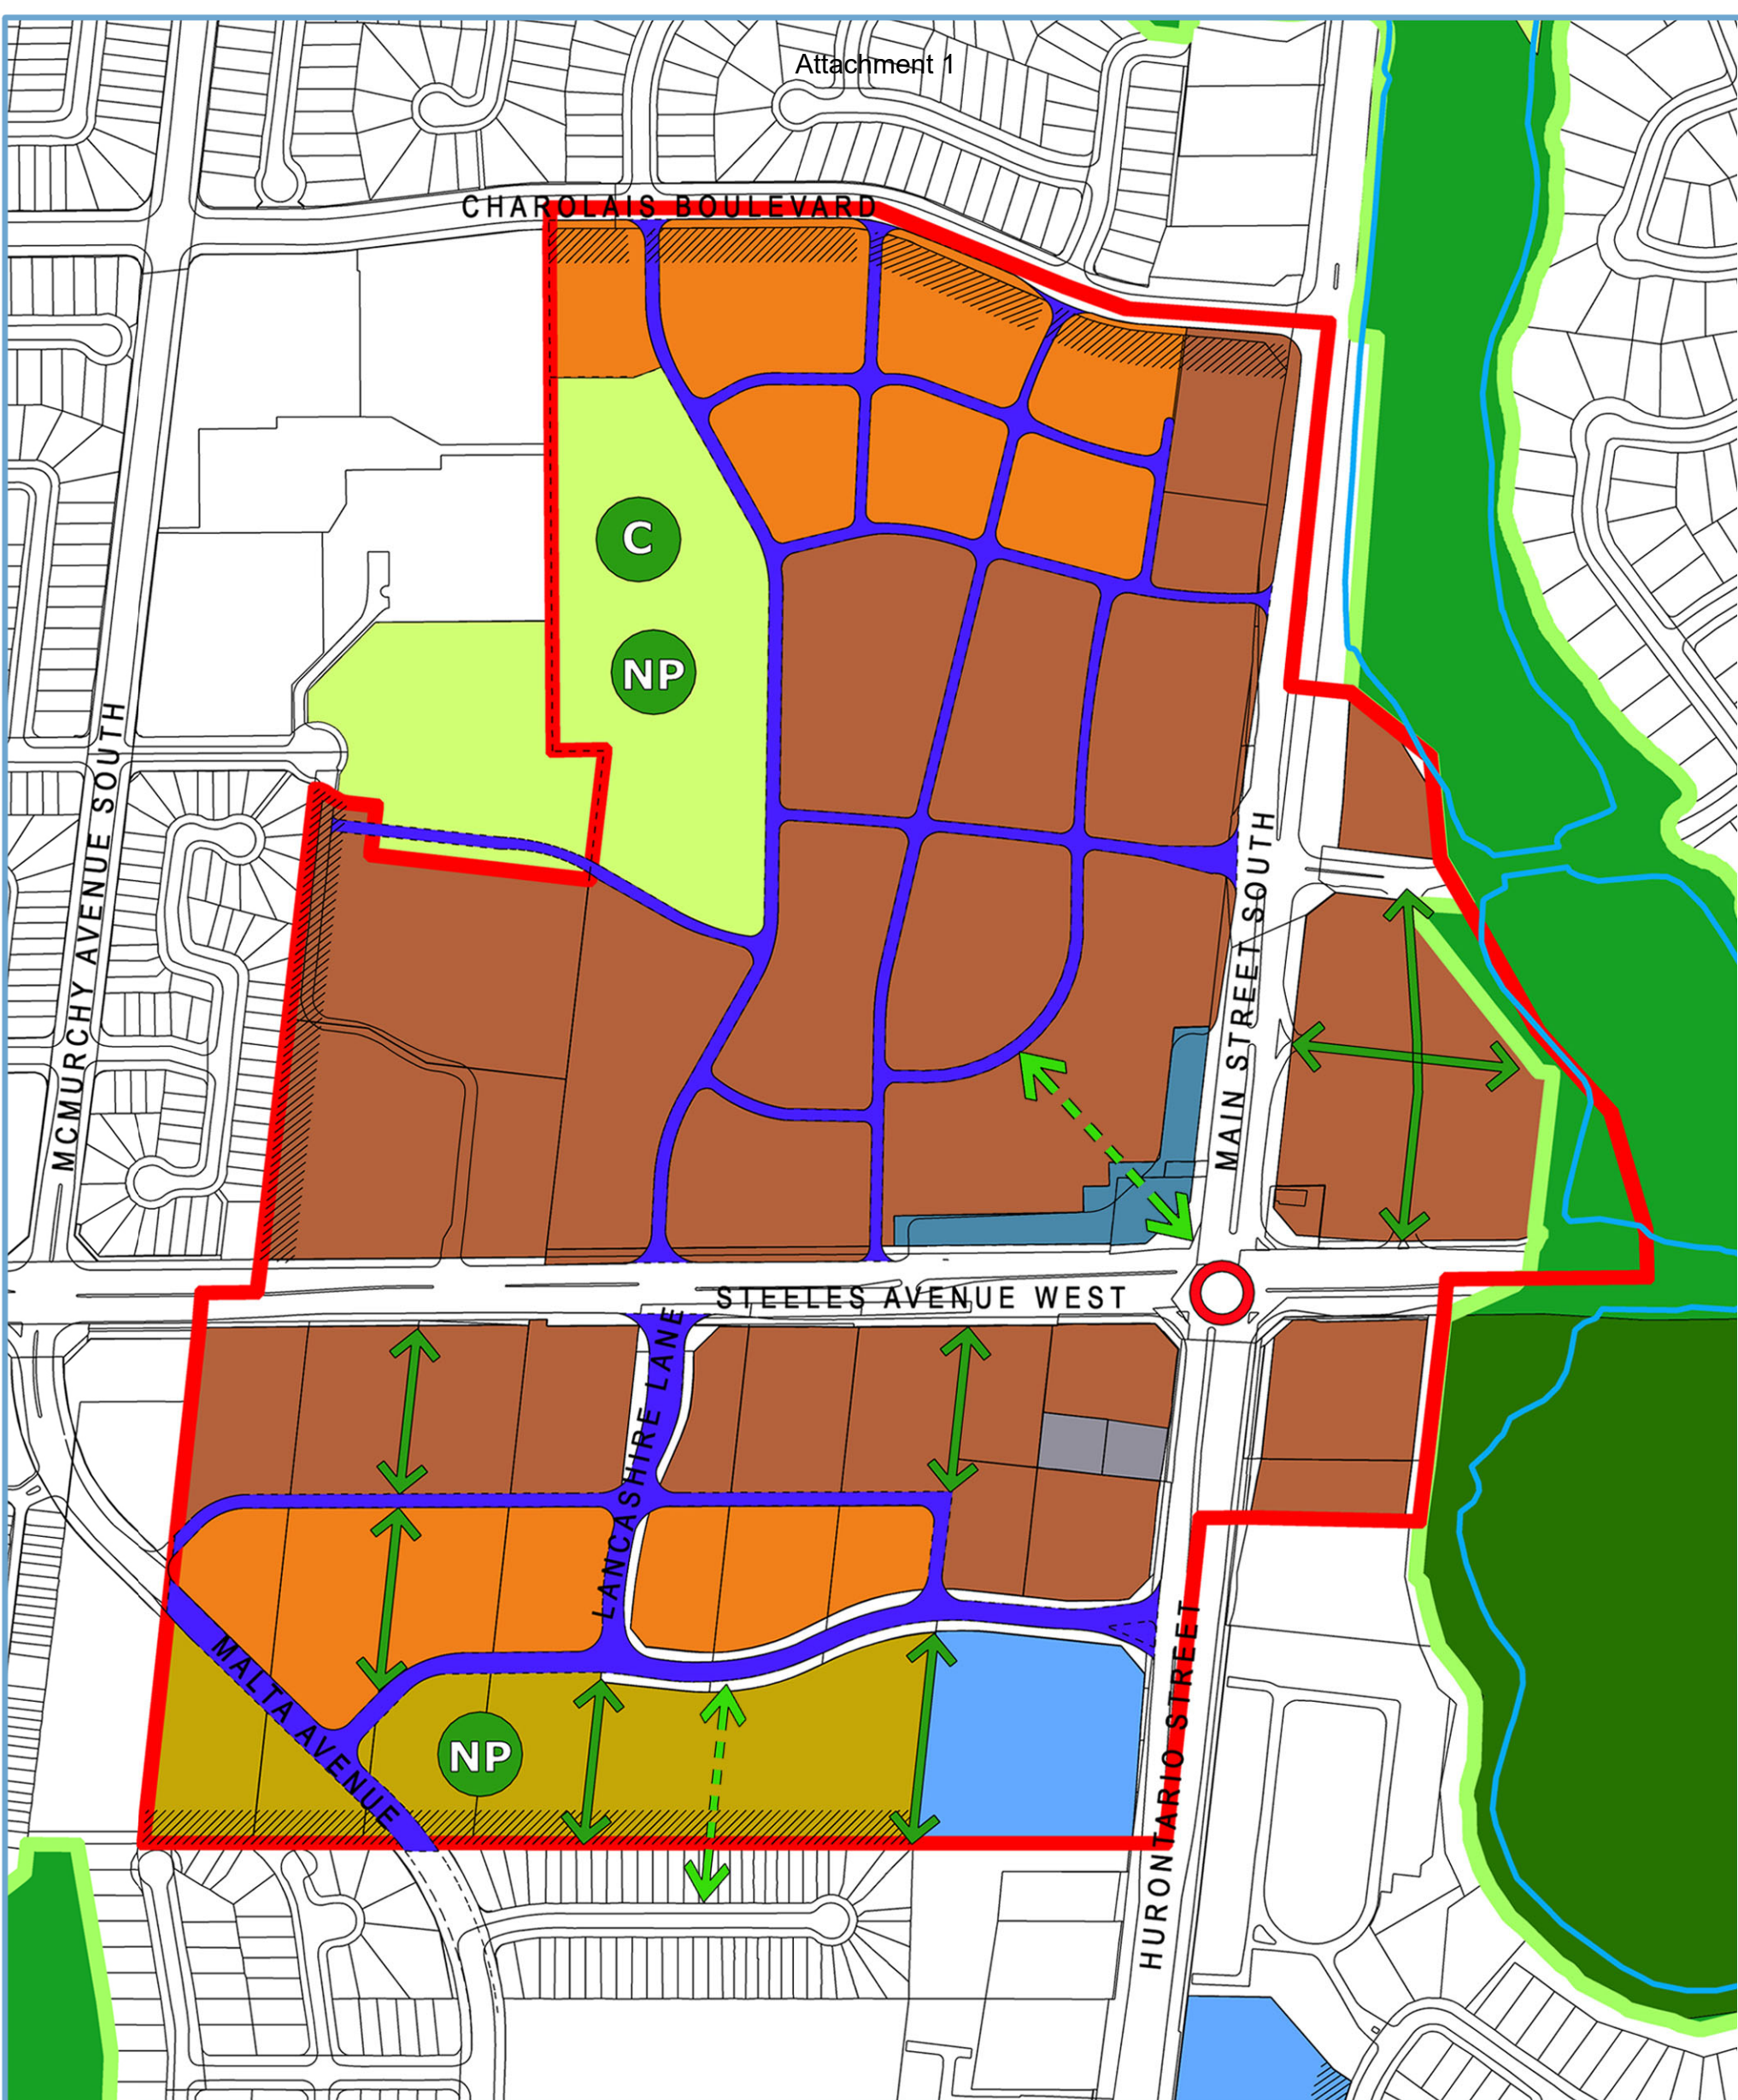 Attachment 1
CHAROLAIS BOULEVARD
C
NP
MCMURCHY AVENUE SOUTH
MAIN STREET SOUTH
STEELES AVENUE WEST
LANCASHIRE LANE
MALTA AVENUE
NP
HURONTARIO STREET